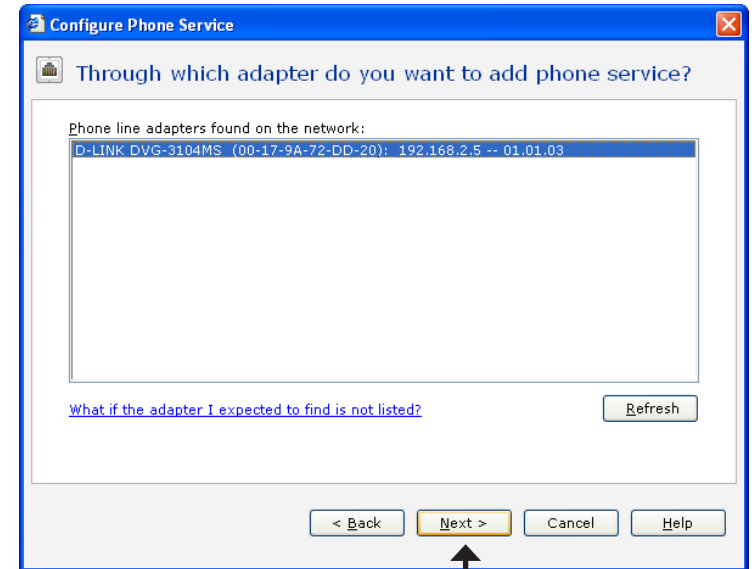 Configure Phone Service
Through which adapter do you want to add phone service?
Phone line adapters found on the network:
D-LINK DVG-3104MS (00-17-9A-72-DD-20): 192.168.2.5 -- 01.01.03
What if the adapter I expected to find is not listed?
Refresh
< Back
Next >
Cancel
Help